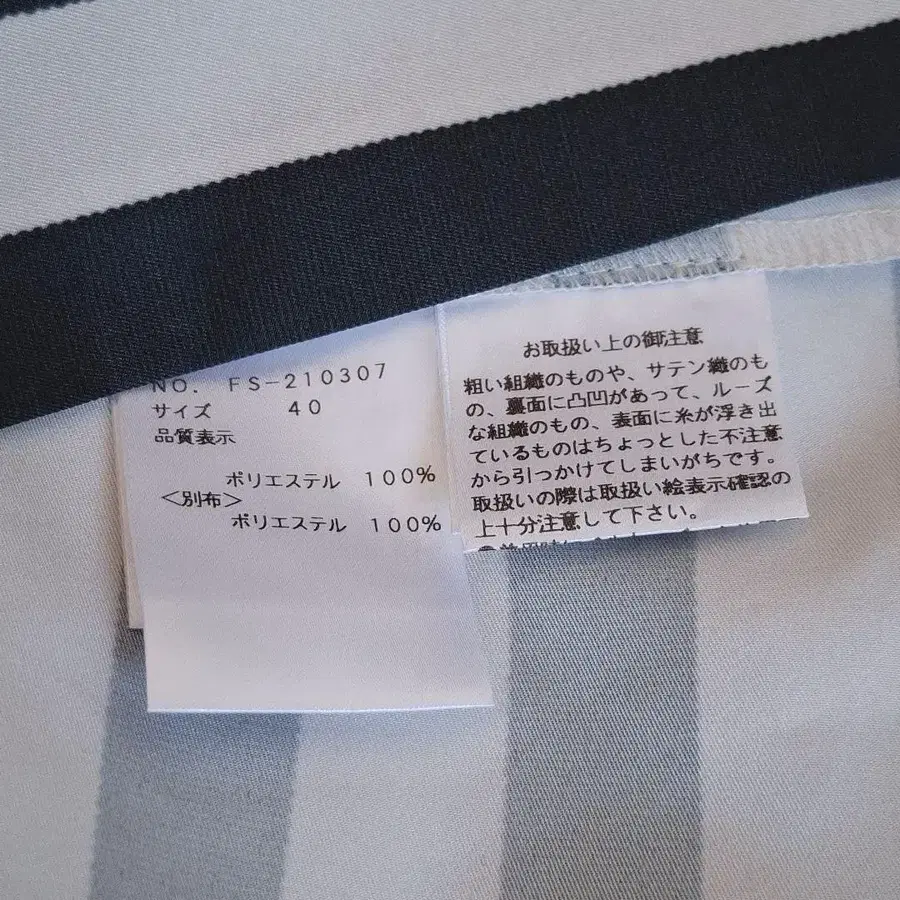 NO. FS-210307
サイズ 40
品質表示
ポリエステル 100%
<別布>
ポリエステル 100%
お取扱い上の御注意
粗い組織のものや、サテン織のも
の、裏面に凸凹があって、ルーズ
な組織のもの、表面に糸が浮き出
ているものはちょっとした不注意
から引っかけてしまいがちです。
取扱いの際は取扱い絵表示確認の
上十分注意して下さい。